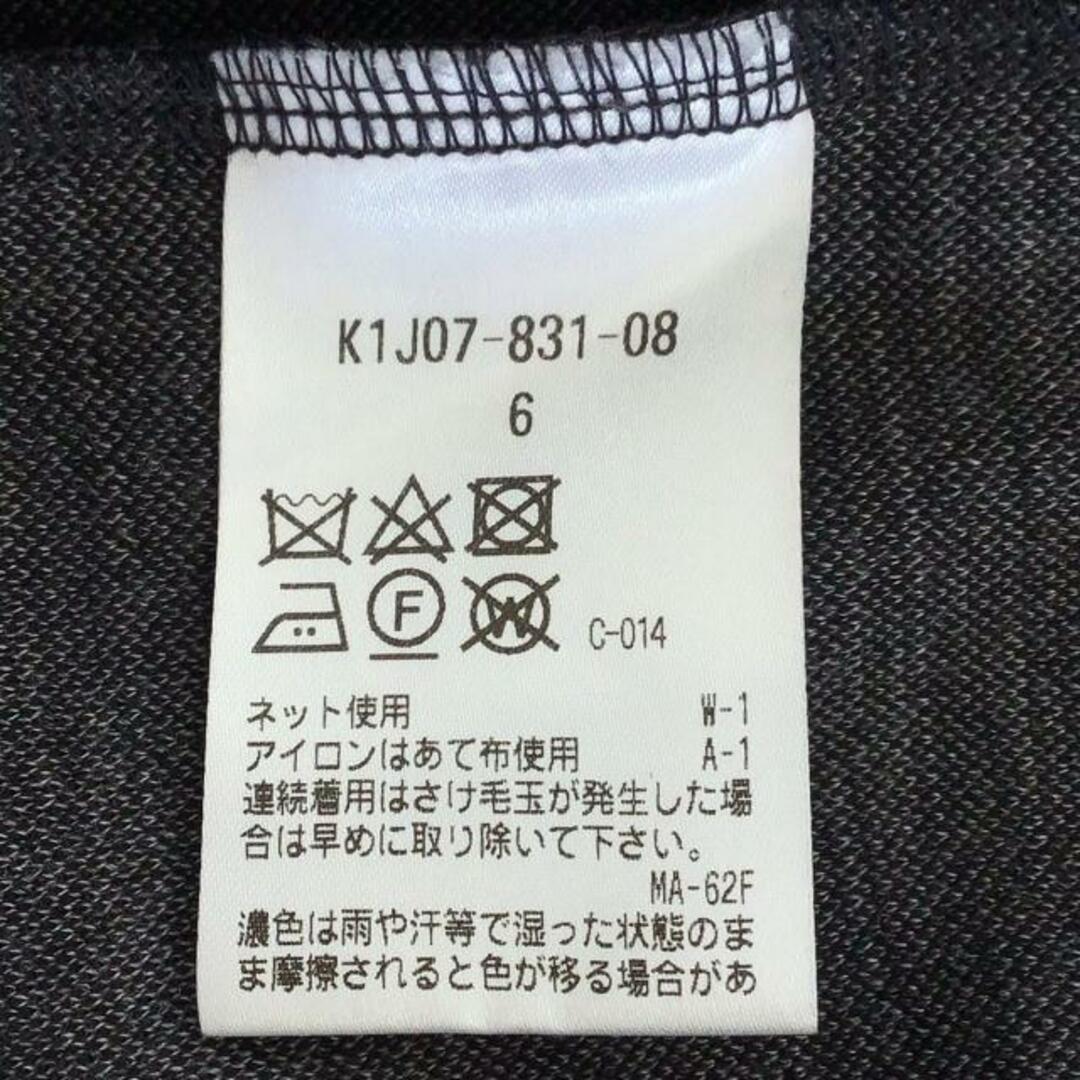 K1J07-831-08
6
F
W
C-014
ネット使用 W-1
アイロンはあて布使用 A-1
連続着用はさけ毛玉が発生した場
合は早めに取り除いて下さい。
MA-62F
濃色は雨や汗等で湿った状態のま
ま摩擦されると色が移る場合があ